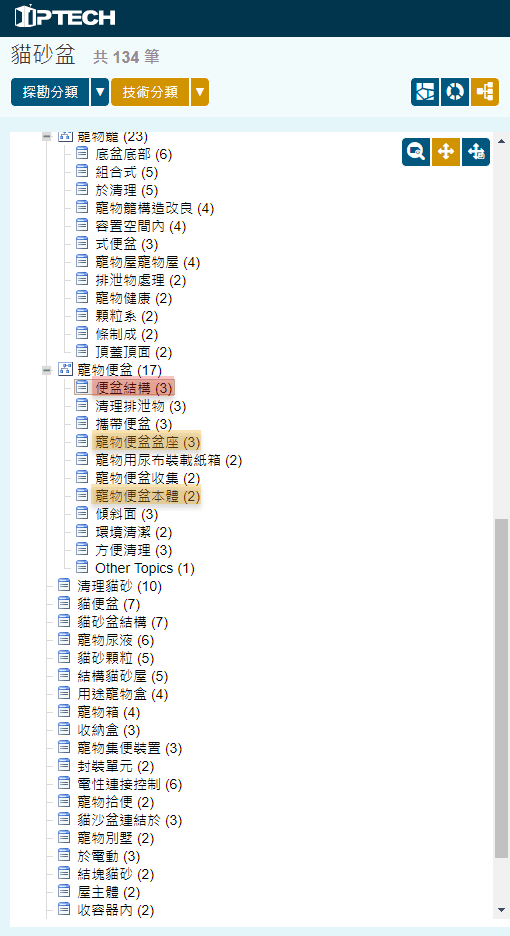 IPTECH
貓砂盆 共 134 筆
探勘分類 ▼ 技術分類 ▼
寵物籠 (23)
底盆底部 (6)
組合式 (5)
於清理 (5)
寵物籠構造改良 (4)
容置空間內 (4)
式便盆 (3)
寵物屋寵物屋 (4)
排泄物處理 (2)
寵物健康 (2)
顆粒系 (2)
條制成 (2)
頂蓋頂面 (2)
寵物便盆 (17)
便盆結構 (3)
清理排泄物 (3)
攜帶便盆 (3)
寵物便盆盆座 (3)
寵物用尿布裝載紙箱 (2)
寵物便盆收集 (2)
寵物便盆本體 (2)
傾斜面 (3)
環境清潔 (2)
方便清理 (3)
Other Topics (1)
清理貓砂 (10)
貓便盆 (7)
貓砂盆結構 (7)
寵物尿液 (6)
貓砂顆粒 (5)
結構貓砂屋 (5)
用途寵物盒 (4)
寵物箱 (4)
收納盒 (3)
寵物集便裝置 (3)
封裝單元 (2)
電性連接控制 (6)
寵物拾便 (2)
貓沙盆連結於 (3)
寵物別墅 (2)
於電動 (3)
結塊貓砂 (2)
屋主體 (2)
收容器內 (2)